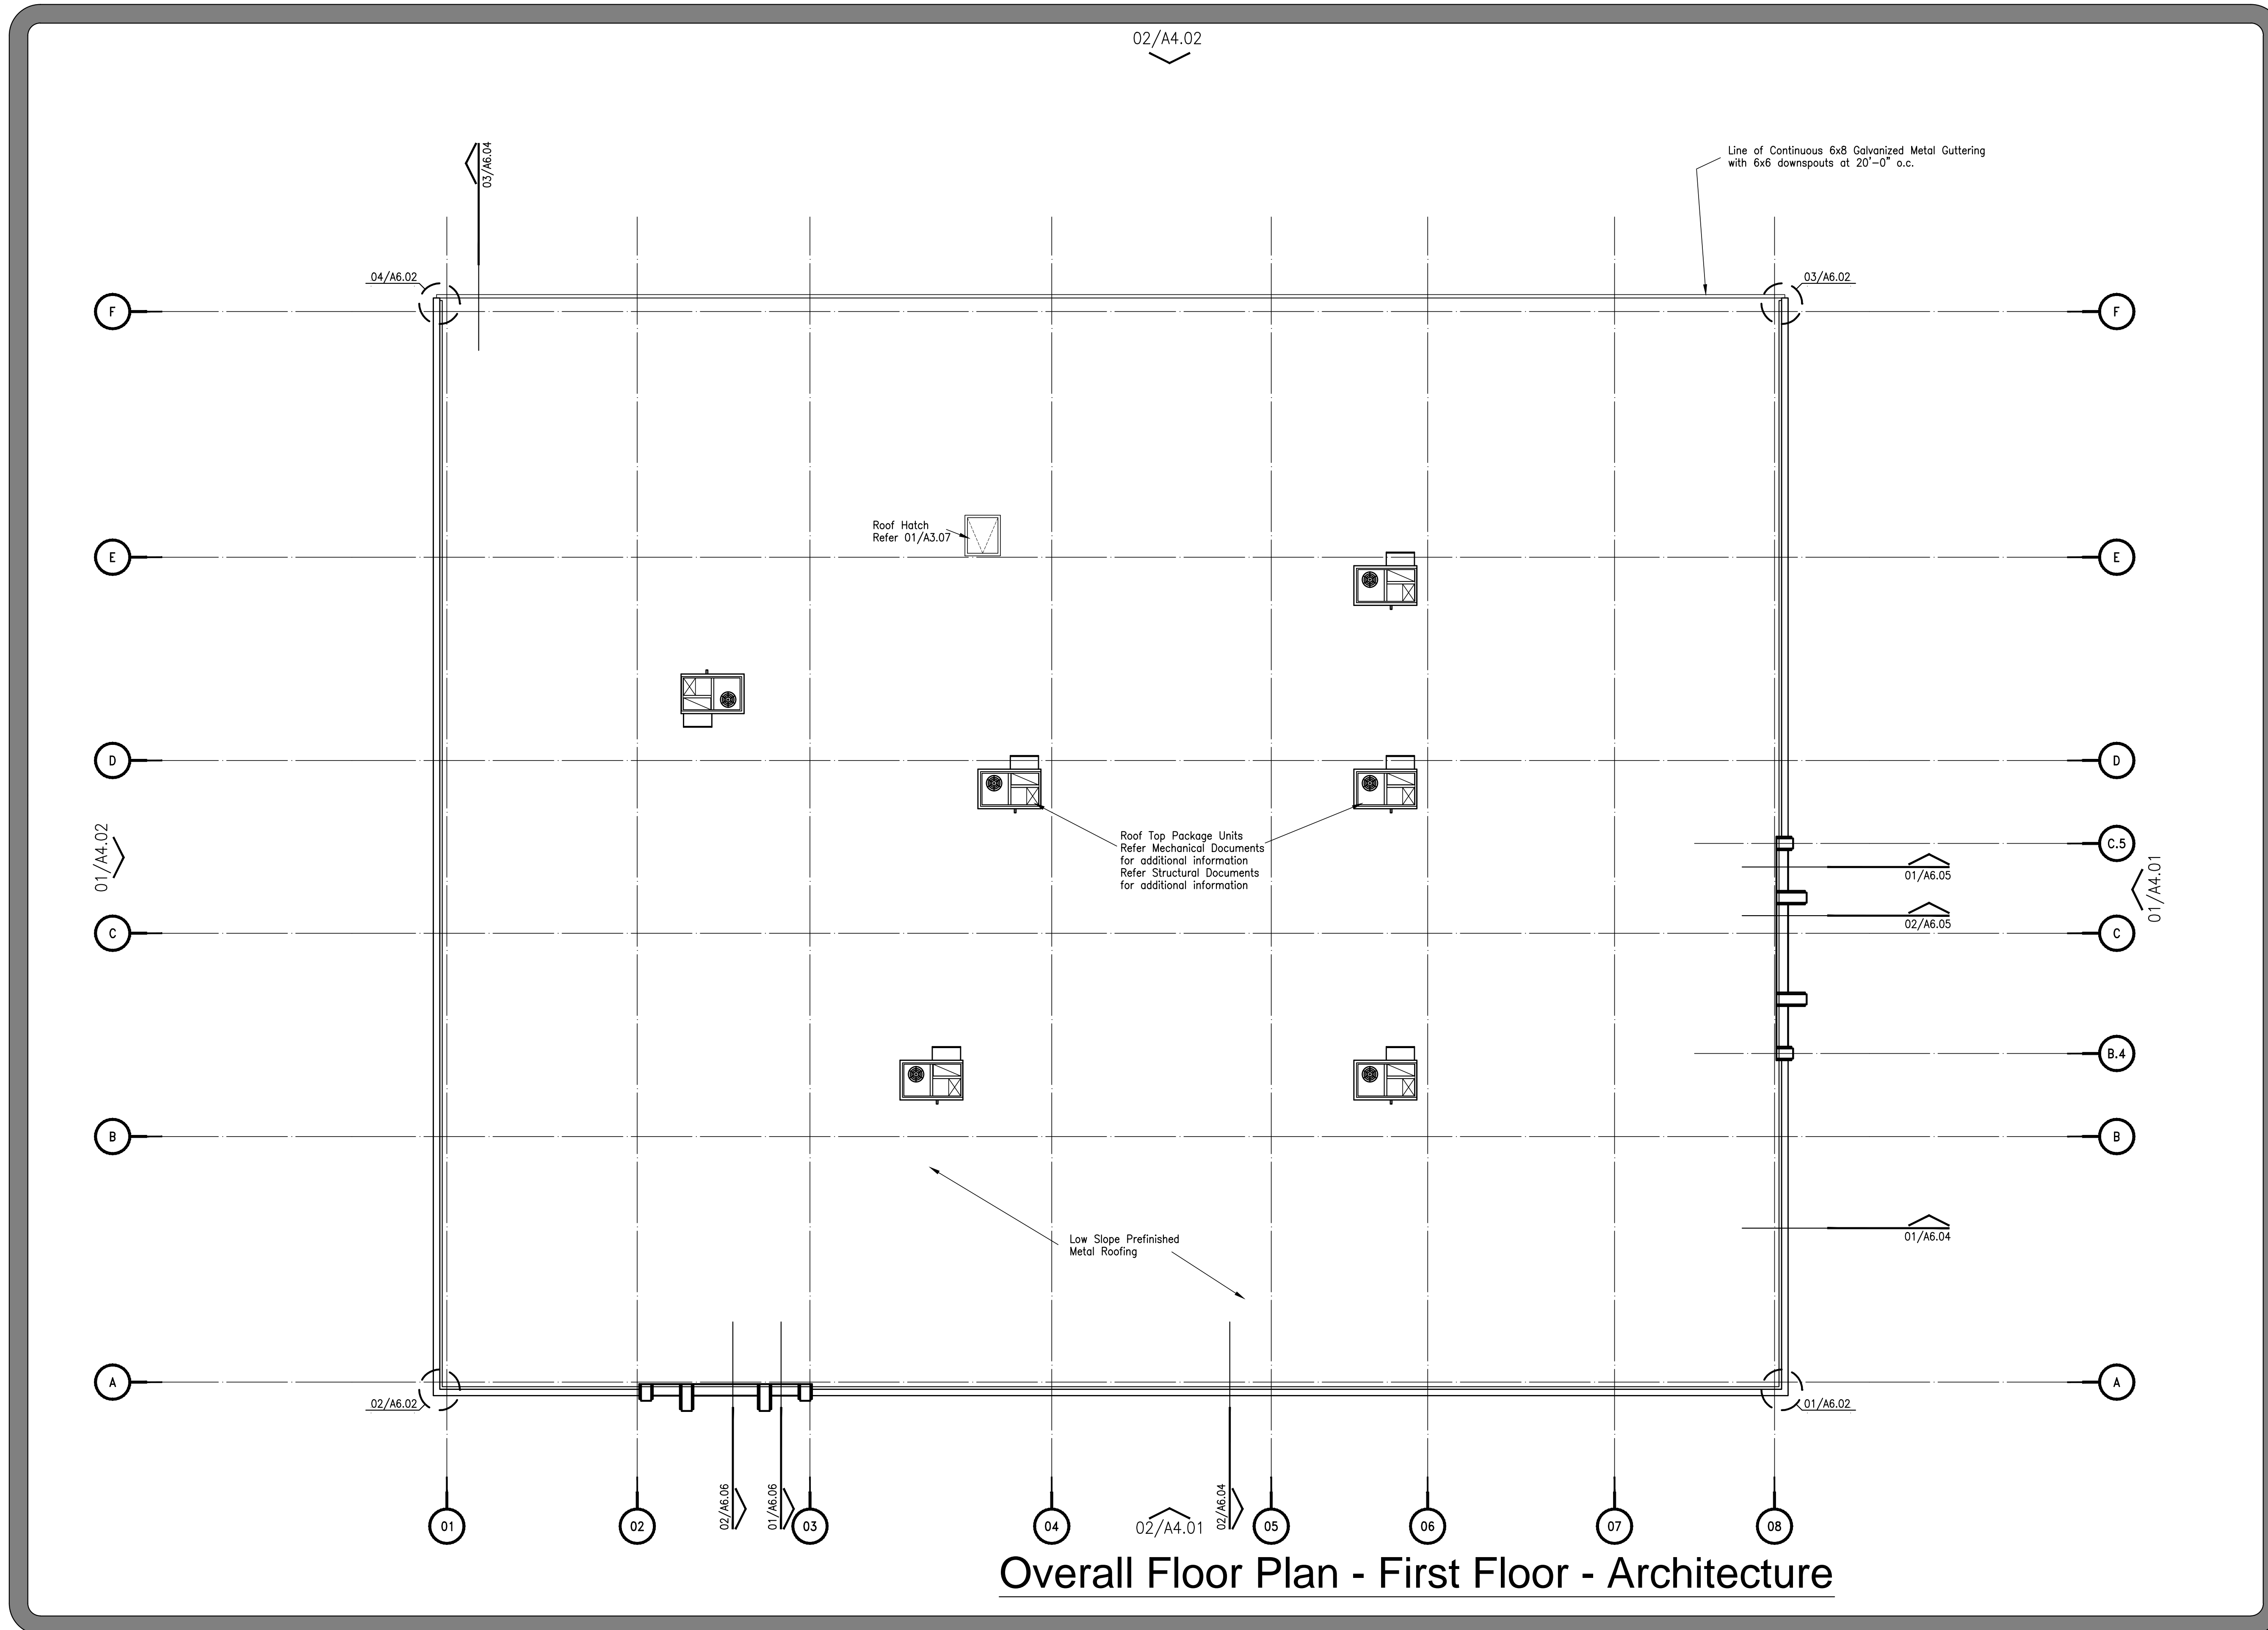 02/A4.02
03/A6.04
Line of Continuous 6x8 Galvanized Metal Guttering
with 6x6 downspouts at 20'-0" o.c.
04/A6.02
03/A6.02
F
F
Roof Hatch
Refer 01/A3.07
E
E
D
D
Roof Top Package Units
Refer Mechanical Documents
for additional information
Refer Structural Documents
for additional information
C.5
01/A4.02
01/A6.05
01/A4.01
02/A6.05
C
C
B.4
B
B
Low Slope Prefinished
Metal Roofing
01/A6.04
A
A
02/A6.02
01/A6.02
02/A6.06
01/A6.06
02/A6.04
01
02
03
04
02/A4.01
05
06
07
08
Overall Floor Plan - First Floor - Architecture